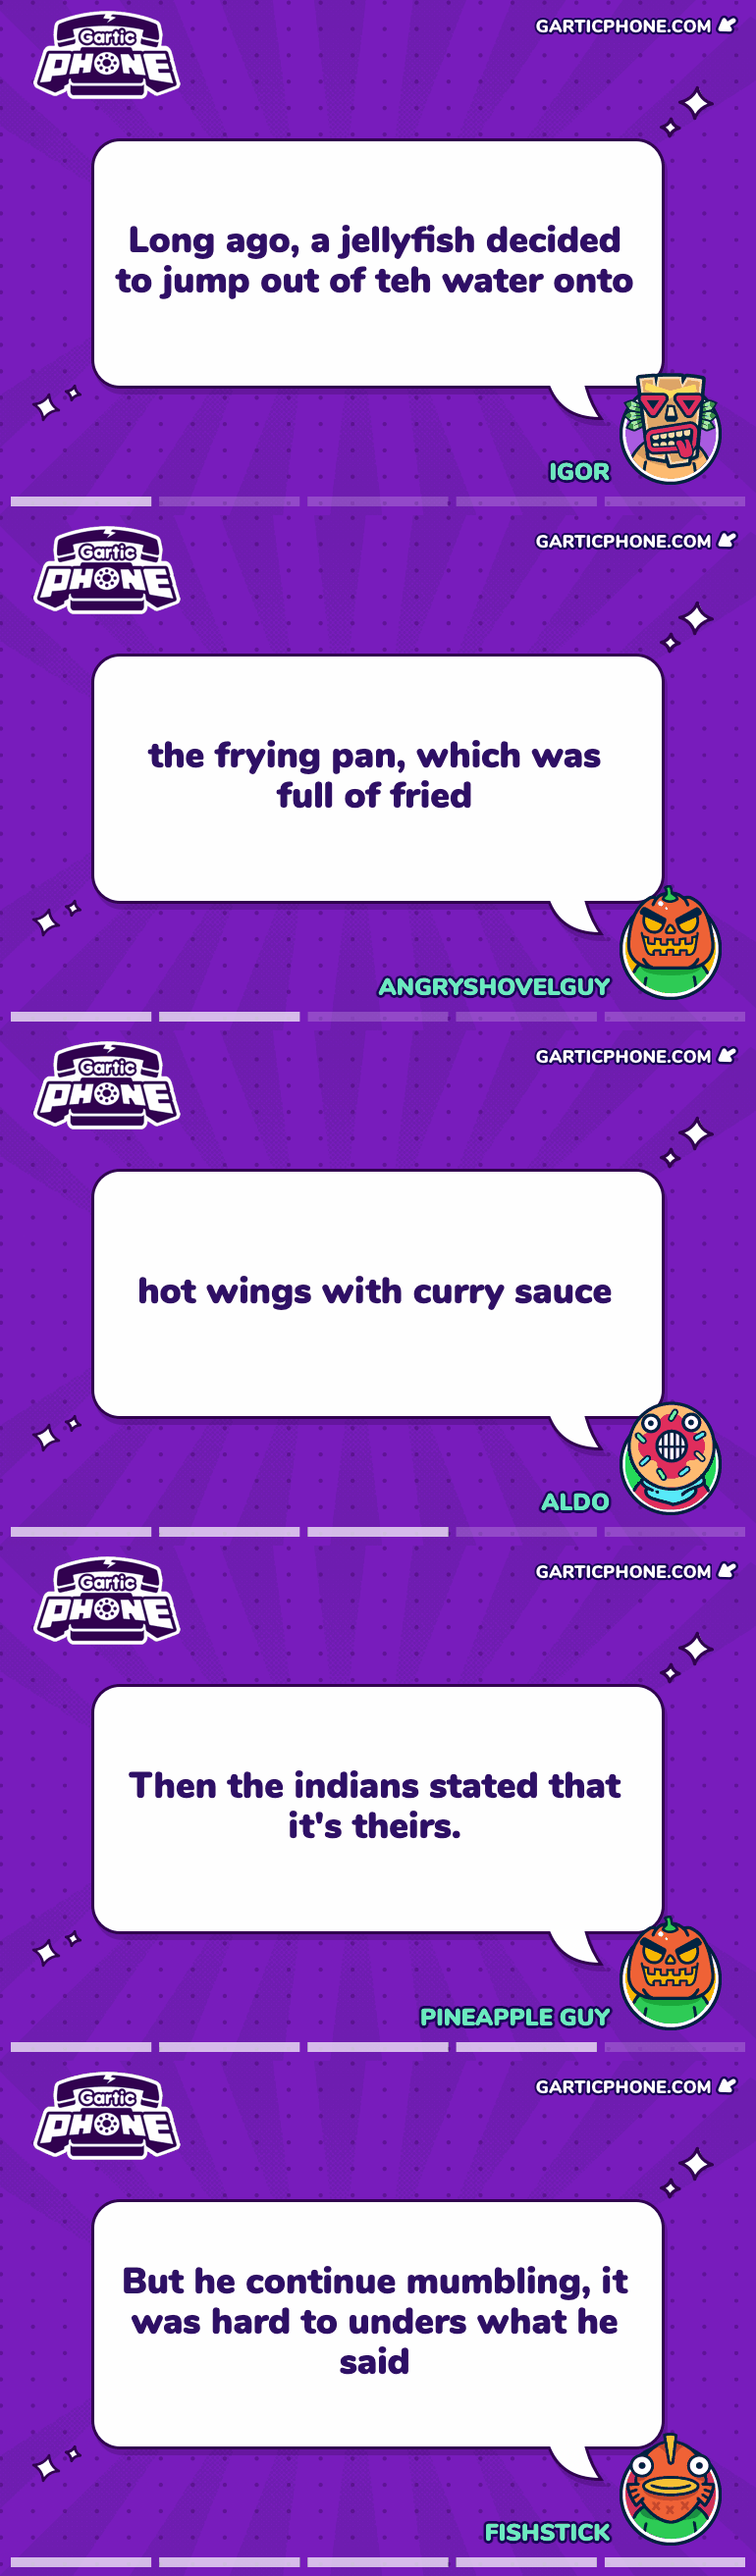 Gartic
PHONE
GARTICPHONE.COM
Long ago, a jellyfish decided
to jump out of teh water onto
IGOR
Gartic
PHONE
GARTICPHONE.COM
the frying pan, which was
full of fried
ANGRYSHOVELGUY
Gartic
PHONE
GARTICPHONE.COM
hot wings with curry sauce
ALDO
Gartic
PHONE
GARTICPHONE.COM
Then the indians stated that
it's theirs.
PINEAPPLE GUY
Gartic
PHONE
GARTICPHONE.COM
But he continue mumbling, it
was hard to unders what he
said
FISHSTICK